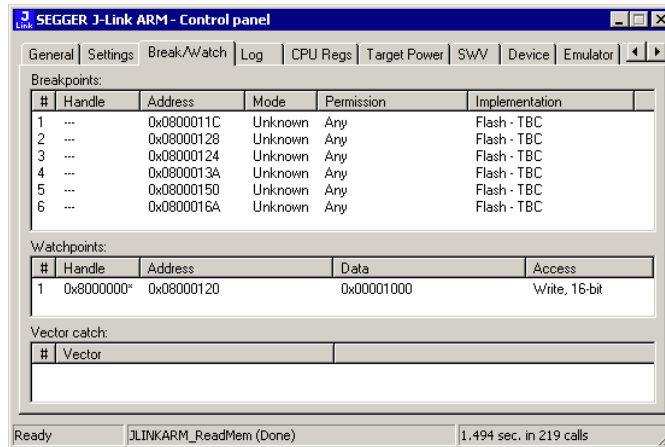 J Link SEGGER J-Link ARM - Control panel
General Settings Break/Watch Log CPU Regs Target Power SWV Device Emulator
Breakpoints:
# Handle Address Mode Permission Implementation
1 --- 0x0800011C Unknown Any Flash - TBC
2 --- 0x08000128 Unknown Any Flash - TBC
3 --- 0x08000124 Unknown Any Flash - TBC
4 --- 0x0800013A Unknown Any Flash - TBC
5 --- 0x08000150 Unknown Any Flash - TBC
6 --- 0x0800016A Unknown Any Flash - TBC
Watchpoints:
# Handle Address Data Access
1 0x8000000* 0x08000120 0x00001000 Write, 16-bit
Vector catch:
# Vector
Ready JLINKARM_ReadMem (Done) 1.494 sec. in 219 calls